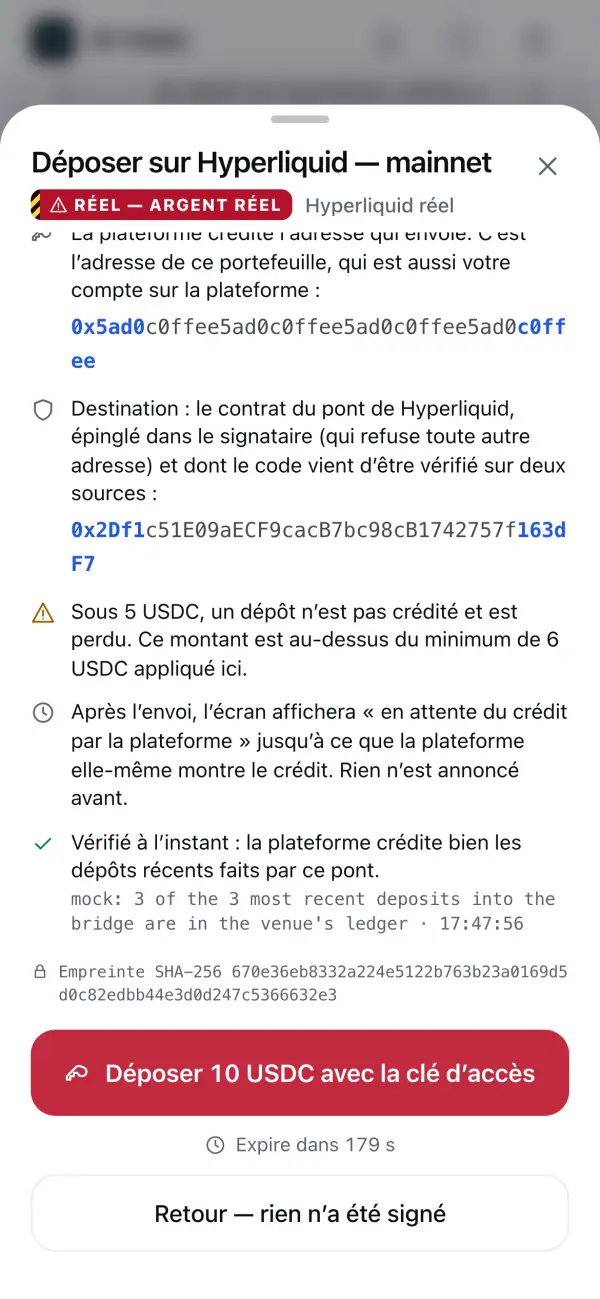 Déposer sur Hyperliquid — mainnet
RÉEL — ARGENT RÉEL Hyperliquid réel
La plateforme crédite l’adresse qui envoie. C’est
l’adresse de ce portefeuille, qui est aussi votre
compte sur la plateforme :
0x5ad0c0ffee5ad0c0ffee5ad0c0ffee5ad0c0ff
ee
Destination : le contrat du pont de Hyperliquid,
épinglé dans le signataire (qui refuse toute autre
adresse) et dont le code vient d’être vérifié sur deux
sources :
0x2Df1c51E09aECF9cacB7bc98cB1742757f163d
F7
Sous 5 USDC, un dépôt n’est pas crédité et est
perdu. Ce montant est au-dessus du minimum de 6
USDC appliqué ici.
Après l’envoi, l’écran affichera « en attente du crédit
par la plateforme » jusqu’à ce que la plateforme
elle-même montre le crédit. Rien n’est annoncé
avant.
Vérifié à l’instant : la plateforme crédite bien les
dépôts récents faits par ce pont.
mock: 3 of the 3 most recent deposits into the
bridge are in the venue's ledger · 17:47:56
Empreinte SHA-256 670e36eb8332a224e5122b763b23a0169d5
d0c82edbb44e3d0d247c5366632e3
Déposer 10 USDC avec la clé d’accès
Expire dans 179 s
Retour — rien n’a été signé